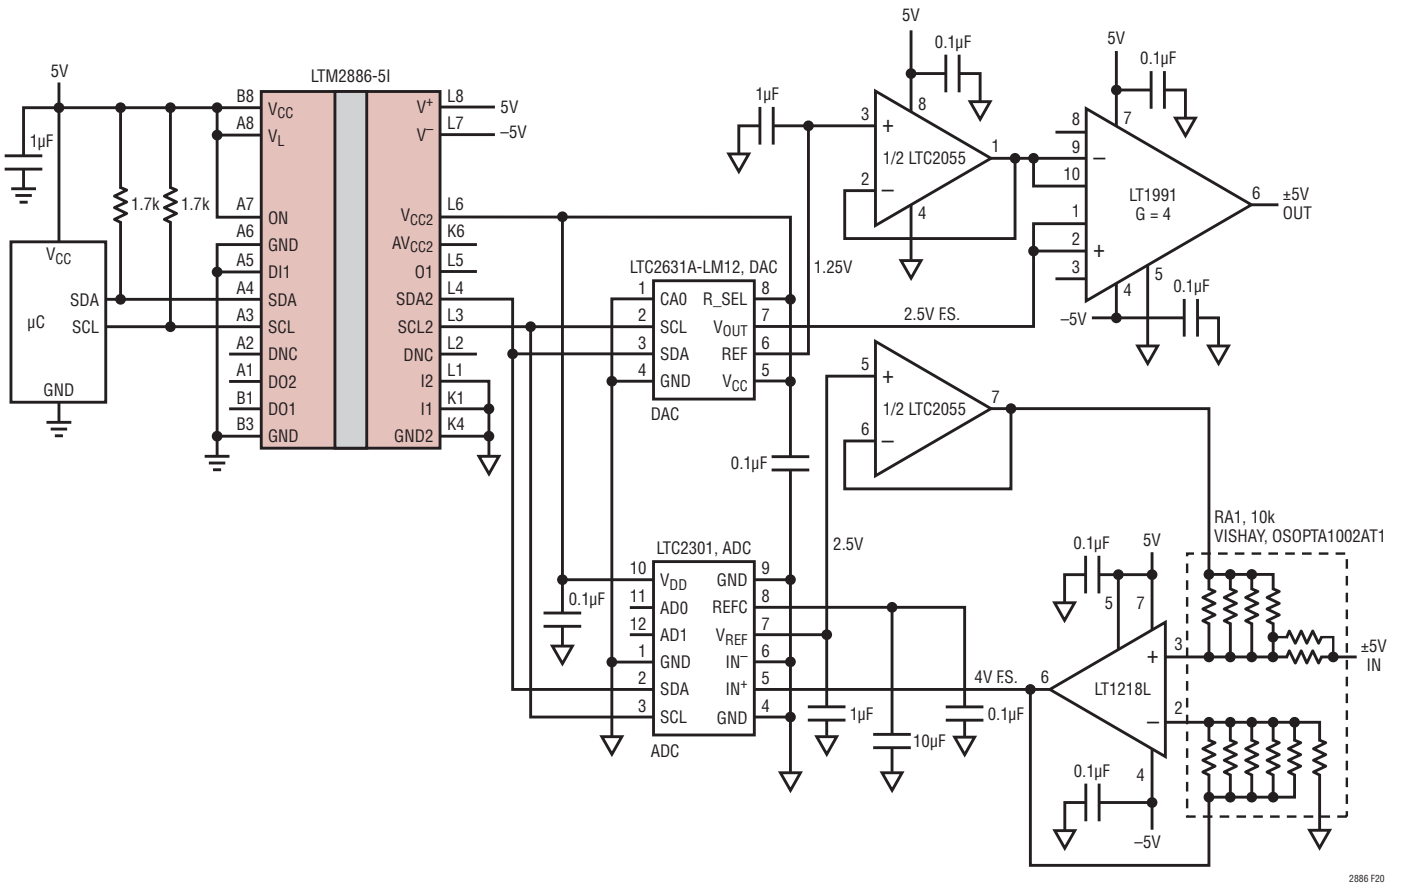 5V
1µF
1.7k
1.7k
VCC
SDA
SCL
µC
GND
LTM2886-5I
B8
A8
A7
A6
A5
A4
A3
A2
A1
B1
B3
VCC
VL
ON
GND
DI1
SDA
SCL
DNC
DO2
DO1
GND
V+
V–
VCC2
AVCC2
O1
SDA2
SCL2
DNC
I2
I1
GND2
L8
L7
L6
K6
L5
L4
L3
L2
L1
K1
K4
5V
–5V
LTC2631A-LM12, DAC
1 CA0 R_SEL 8
2 SCL VOUT 7
3 SDA REF 6
4 GND VCC 5
DAC
0.1µF
LTC2301, ADC
10 VDD GND 9
11 AD0 REFC 8
12 AD1 VREF 7
1 GND IN– 6
2 SDA IN+ 5
3 SCL GND 4
ADC
0.1µF
1µF
1.25V
5V
0.1µF
8
3
+
1/2 LTC2055
1
2
–
4
5V
0.1µF
7
8
9
–
10
LT1991
G = 4
1
2
+
3
6
±5V
OUT
5
4
0.1µF
–5V
2.5V F.S.
5
+
1/2 LTC2055
7
6
–
2.5V
1µF
10µF
0.1µF
4V F.S.
RA1, 10k
VISHAY, OSOPTA1002AT1
5V
0.1µF
5
7
3
+
6
LT1218L
2
–
4
0.1µF
–5V
±5V
IN
2886 F20